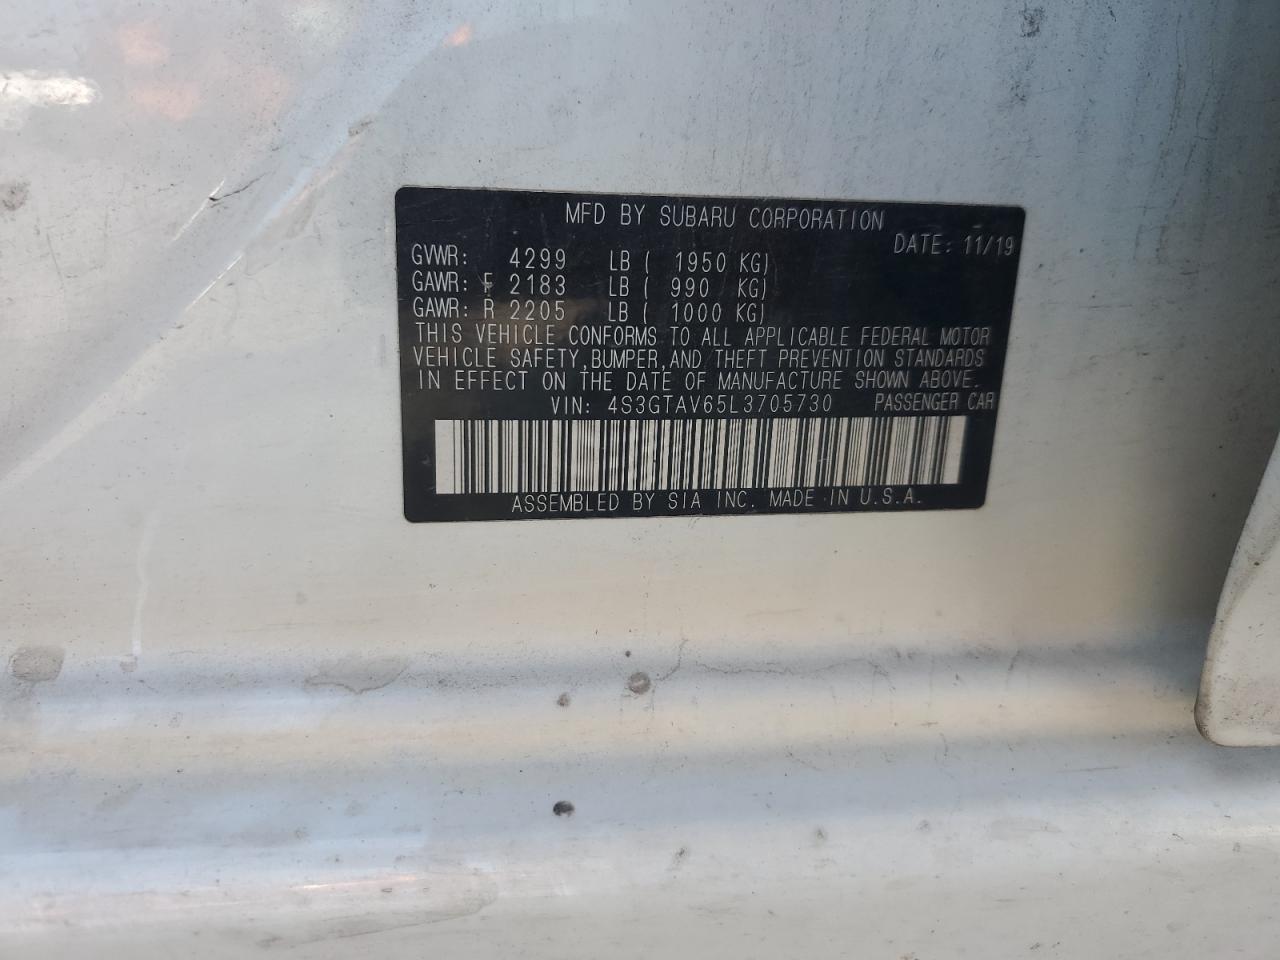 MFD BY SUBARU CORPORATION
DATE: 11/19
GVWR: 4299 LB ( 1950 KG)
GAWR: F 2183 LB ( 990 KG)
GAWR: R 2205 LB ( 1000 KG)
THIS VEHICLE CONFORMS TO ALL APPLICABLE FEDERAL MOTOR
VEHICLE SAFETY, BUMPER, AND THEFT PREVENTION STANDARDS
IN EFFECT ON THE DATE OF MANUFACTURE SHOWN ABOVE.
VIN: 4S3GTAV65L3705730 PASSENGER CAR
ASSEMBLED BY SIA INC. MADE IN U.S.A.